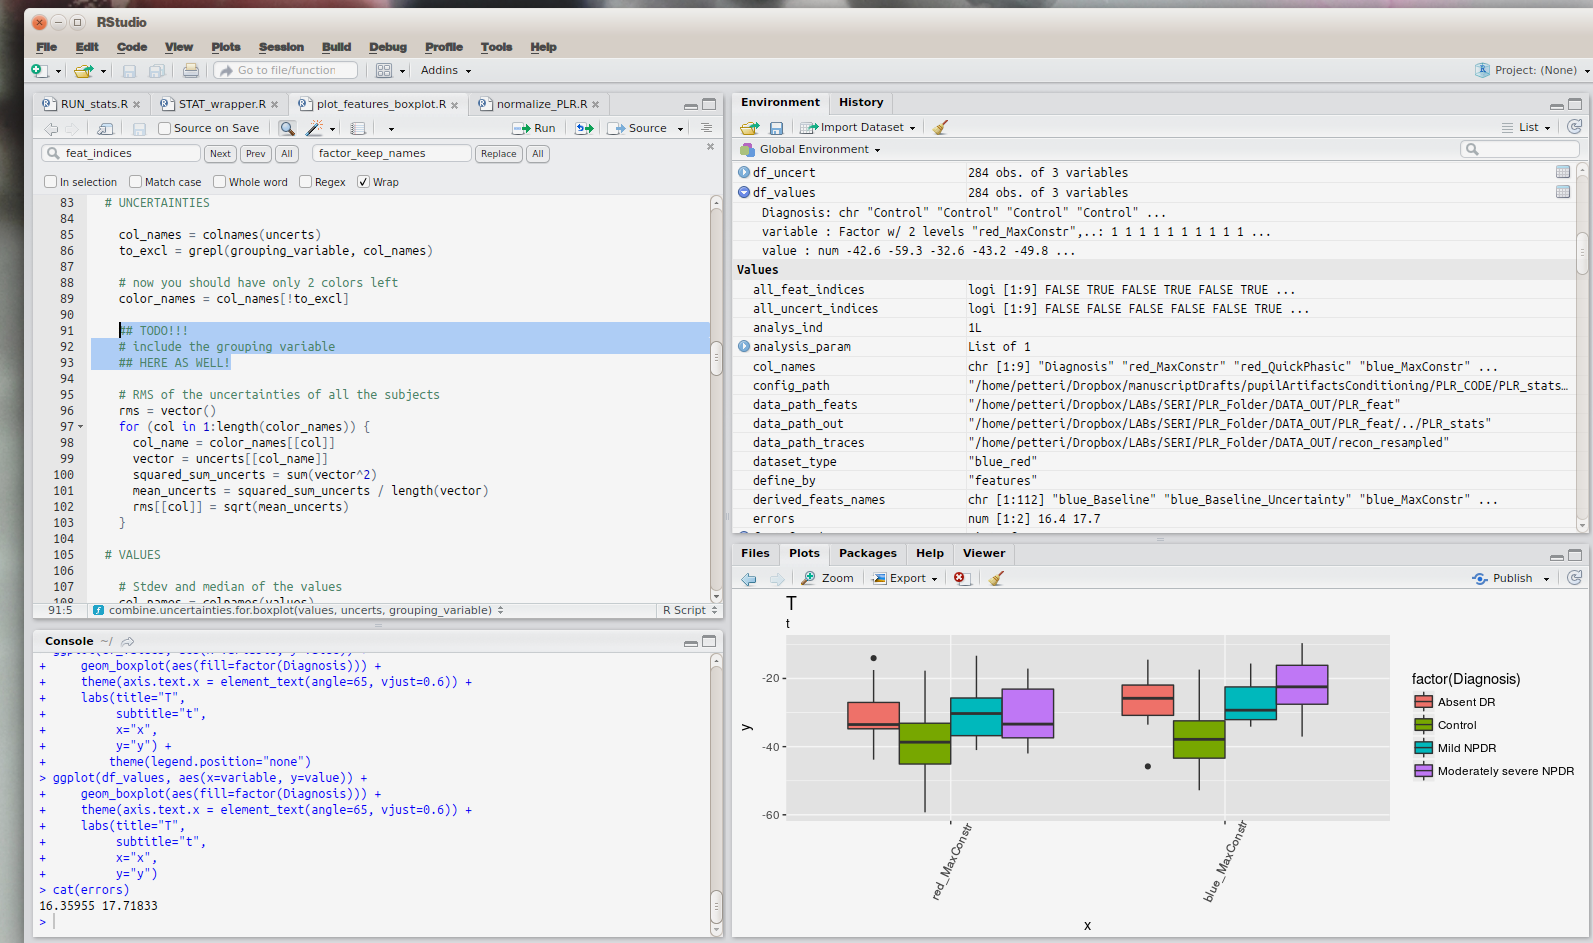 RStudio
File Edit Code View Plots Session Build Debug Profile Tools Help
Go to file/function Addins Project: (None)
RUN_stats.R STAT_wrapper.R plot_features_boxplot.R normalize_PLR.R
Source on Save Run Source
feat_indices Next Prev All factor_keep_names Replace All
In selection Match case Whole word Regex Wrap
83 # UNCERTAINTIES
84
85 col_names = colnames(uncerts)
86 to_excl = grepl(grouping_variable, col_names)
87
88 # now you should have only 2 colors left
89 color_names = col_names[!to_excl]
90
91 ## TODO!!!
92 # include the grouping variable
93 ## HERE AS WELL!
94
95 # RMS of the uncertainties of all the subjects
96 rms = vector()
97 for (col in 1:length(color_names)) {
98 col_name = color_names[[col]]
99 vector = uncerts[[col_name]]
100 squared_sum_uncerts = sum(vector^2)
101 mean_uncerts = squared_sum_uncerts / length(vector)
102 rms[[col]] = sqrt(mean_uncerts)
103 }
104
105 # VALUES
106
107 # Stdev and median of the values
108 col_names = colnames(values)
91:5 combine.uncertainties.for.boxplot(values, uncerts, grouping_variable) R Script
Console ~/
+ geom_boxplot(aes(fill=factor(Diagnosis))) +
+ theme(axis.text.x = element_text(angle=65, vjust=0.6)) +
+ labs(title="T",
+ subtitle="t",
+ x="x",
+ y="y") +
+ theme(legend.position="none")
> ggplot(df_values, aes(x=variable, y=value)) +
+ geom_boxplot(aes(fill=factor(Diagnosis))) +
+ theme(axis.text.x = element_text(angle=65, vjust=0.6)) +
+ labs(title="T",
+ subtitle="t",
+ x="x",
+ y="y")
> cat(errors)
16.35955 17.71833
>
Environment History
Import Dataset List
Global Environment
df_uncert 284 obs. of 3 variables
df_values 284 obs. of 3 variables
Diagnosis: chr "Control" "Control" "Control" "Control" ...
variable : Factor w/ 2 levels "red_MaxConstr",..: 1 1 1 1 1 1 1 1 1 1 ...
value : num -42.6 -59.3 -32.6 -43.2 -49.8 ...
Values
all_feat_indices logi [1:9] FALSE TRUE FALSE TRUE FALSE TRUE ...
all_uncert_indices logi [1:9] FALSE FALSE FALSE FALSE FALSE TRUE ...
analys_ind 1L
analysis_param List of 1
col_names chr [1:9] "Diagnosis" "red_MaxConstr" "red_QuickPhasic" "blue_MaxConstr" ...
config_path "/home/petteri/Dropbox/manuscriptDrafts/pupilArtifactsConditioning/PLR_CODE/PLR_stats…
data_path_feats "/home/petteri/Dropbox/LABs/SERI/PLR_Folder/DATA_OUT/PLR_feat"
data_path_out "/home/petteri/Dropbox/LABs/SERI/PLR_Folder/DATA_OUT/PLR_feat/../PLR_stats"
data_path_traces "/home/petteri/Dropbox/LABs/SERI/PLR_Folder/DATA_OUT/recon_resampled"
dataset_type "blue_red"
define_by "features"
derived_feats_names chr [1:112] "blue_Baseline" "blue_Baseline_Uncertainty" "blue_MaxConstr" ...
errors num [1:2] 16.4 17.7
Files Plots Packages Help Viewer
Zoom Export Publish
T
t
-20
-40
-60
y
red_MaxConstr
blue_MaxConstr
x
factor(Diagnosis)
Absent DR
Control
Mild NPDR
Moderately severe NPDR